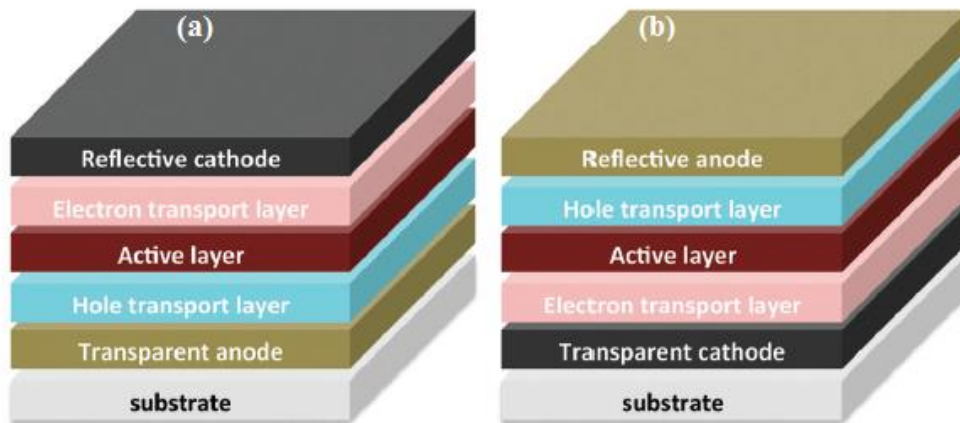 (a)
Reflective cathode
Electron transport layer
Active layer
Hole transport layer
Transparent anode
substrate
(b)
Reflective anode
Hole transport layer
Active layer
Electron transport layer
Transparent cathode
substrate